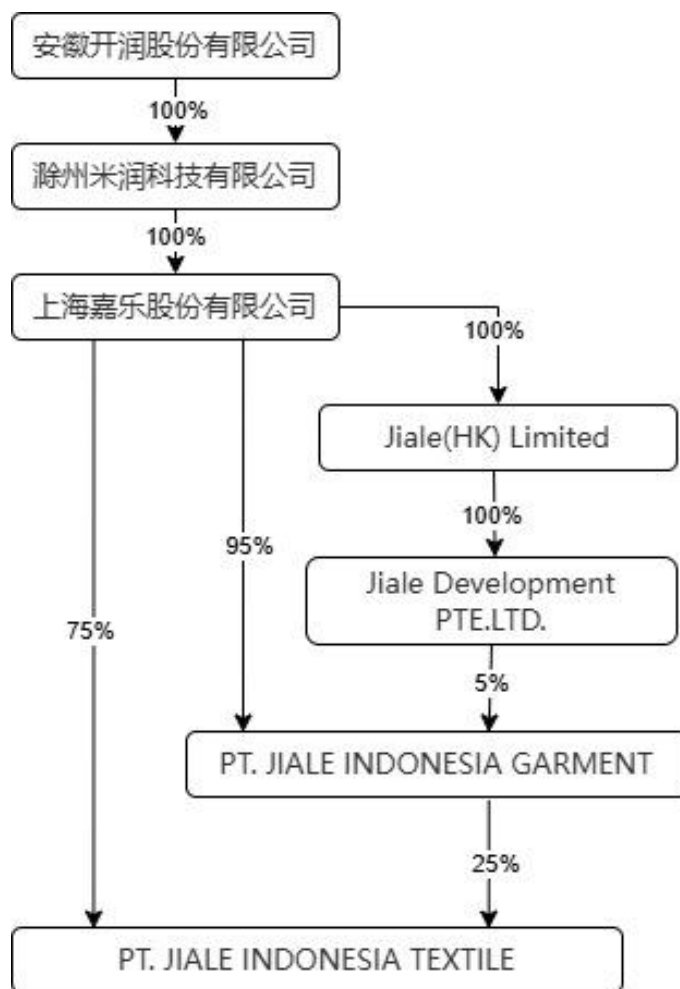 安徽开润股份有限公司
100%
滁州米润科技有限公司
100%
上海嘉乐股份有限公司
100%
Jiale(HK) Limited
100%
95%
Jiale Development
PTE.LTD.
75%
5%
PT. JIALE INDONESIA GARMENT
25%
PT. JIALE INDONESIA TEXTILE